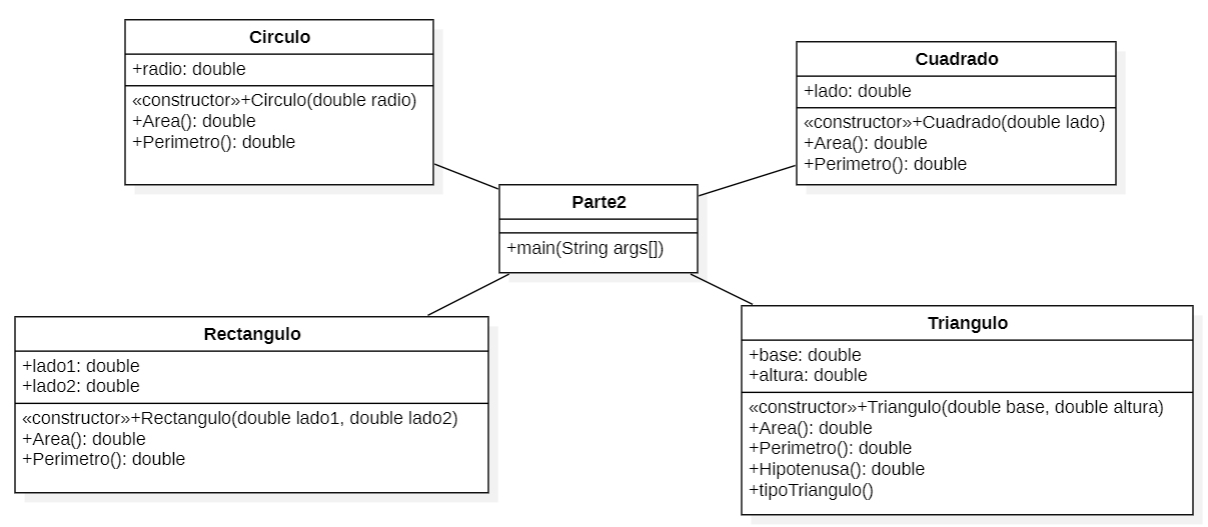 Circulo
+radio: double
«constructor»+Circulo(double radio)
+Area(): double
+Perimetro(): double
Cuadrado
+lado: double
«constructor»+Cuadrado(double lado)
+Area(): double
+Perimetro(): double
Parte2
+main(String args[])
Rectangulo
+lado1: double
+lado2: double
«constructor»+Rectangulo(double lado1, double lado2)
+Area(): double
+Perimetro(): double
Triangulo
+base: double
+altura: double
«constructor»+Triangulo(double base, double altura)
+Area(): double
+Perimetro(): double
+Hipotenusa(): double
+tipoTriangulo()